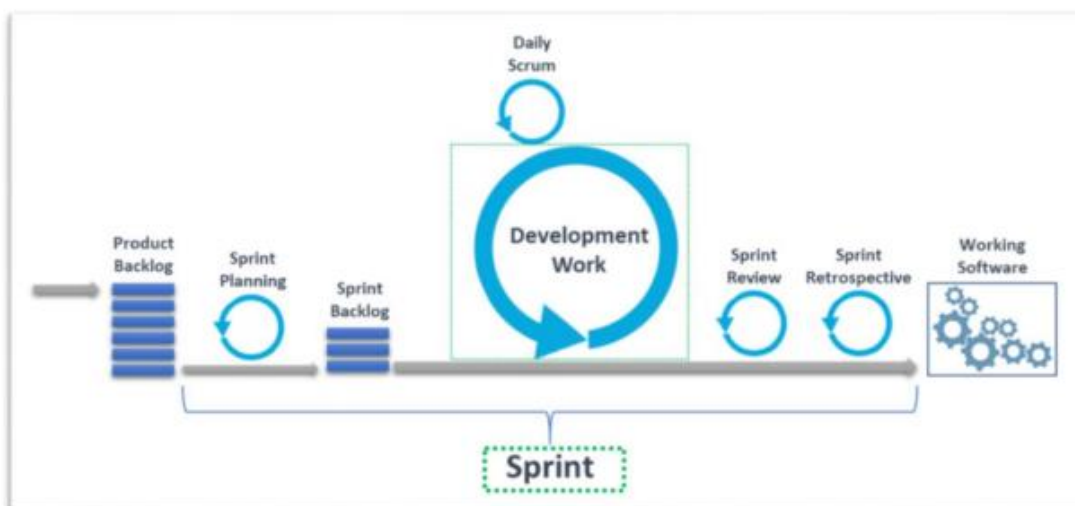 Daily
Scrum
Development
Work
Product
Backlog
Sprint
Planning
Sprint
Backlog
Sprint
Review
Sprint
Retrospective
Working
Software
Sprint